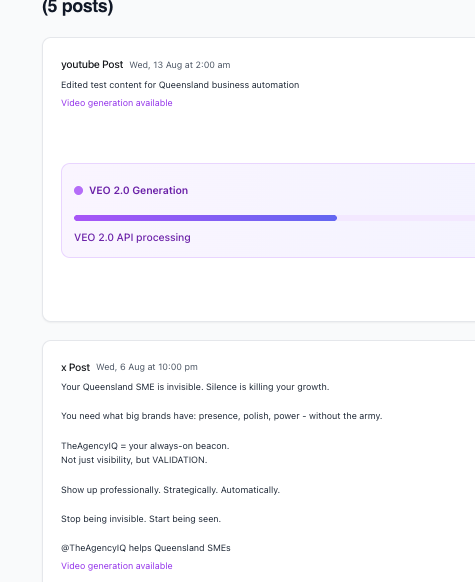 (5 posts)
youtube Post Wed, 13 Aug at 2:00 am
Edited test content for Queensland business automation
Video generation available
VEO 2.0 Generation
VEO 2.0 API processing
x Post Wed, 6 Aug at 10:00 pm
Your Queensland SME is invisible. Silence is killing your growth.
You need what big brands have: presence, polish, power - without the army.
TheAgencyIQ = your always-on beacon.
Not just visibility, but VALIDATION.
Show up professionally. Strategically. Automatically.
Stop being invisible. Start being seen.
@TheAgencyIQ helps Queensland SMEs
Video generation available